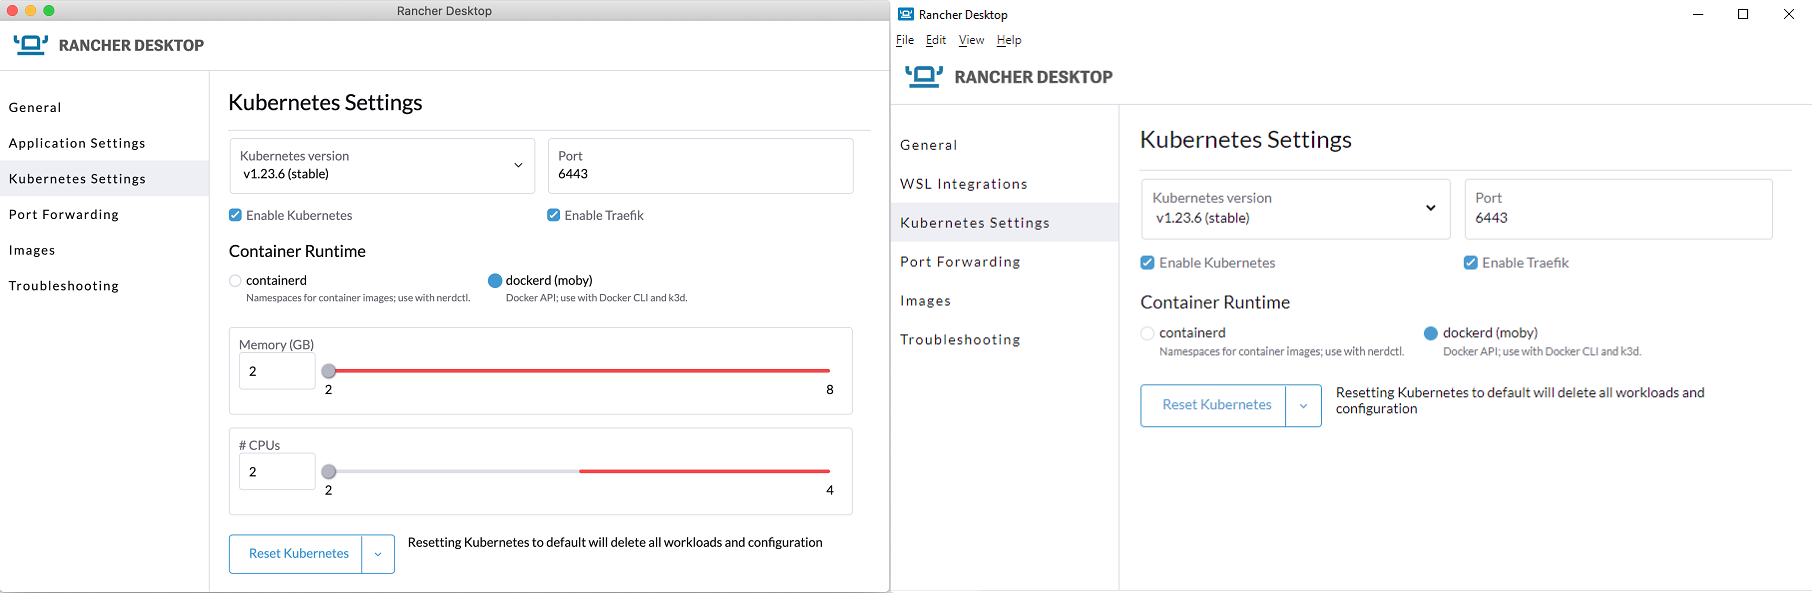 Rancher Desktop
RANCHER DESKTOP
General
Application Settings
Kubernetes Settings
Port Forwarding
Images
Troubleshooting
Kubernetes Settings
Kubernetes version
v1.23.6 (stable)
Port
6443
Enable Kubernetes
Enable Traefik
Container Runtime
containerd
Namespaces for container images; use with nerdctl.
dockerd (moby)
Docker API; use with Docker CLI and k3d.
Memory (GB)
2
2
8
# CPUs
2
2
4
Reset Kubernetes
Resetting Kubernetes to default will delete all workloads and configuration
Rancher Desktop
File Edit View Help
RANCHER DESKTOP
General
WSL Integrations
Kubernetes Settings
Port Forwarding
Images
Troubleshooting
Kubernetes Settings
Kubernetes version
v1.23.6 (stable)
Port
6443
Enable Kubernetes
Enable Traefik
Container Runtime
containerd
Namespaces for container images; use with nerdctl.
dockerd (moby)
Docker API; use with Docker CLI and k3d.
Reset Kubernetes
Resetting Kubernetes to default will delete all workloads and
configuration